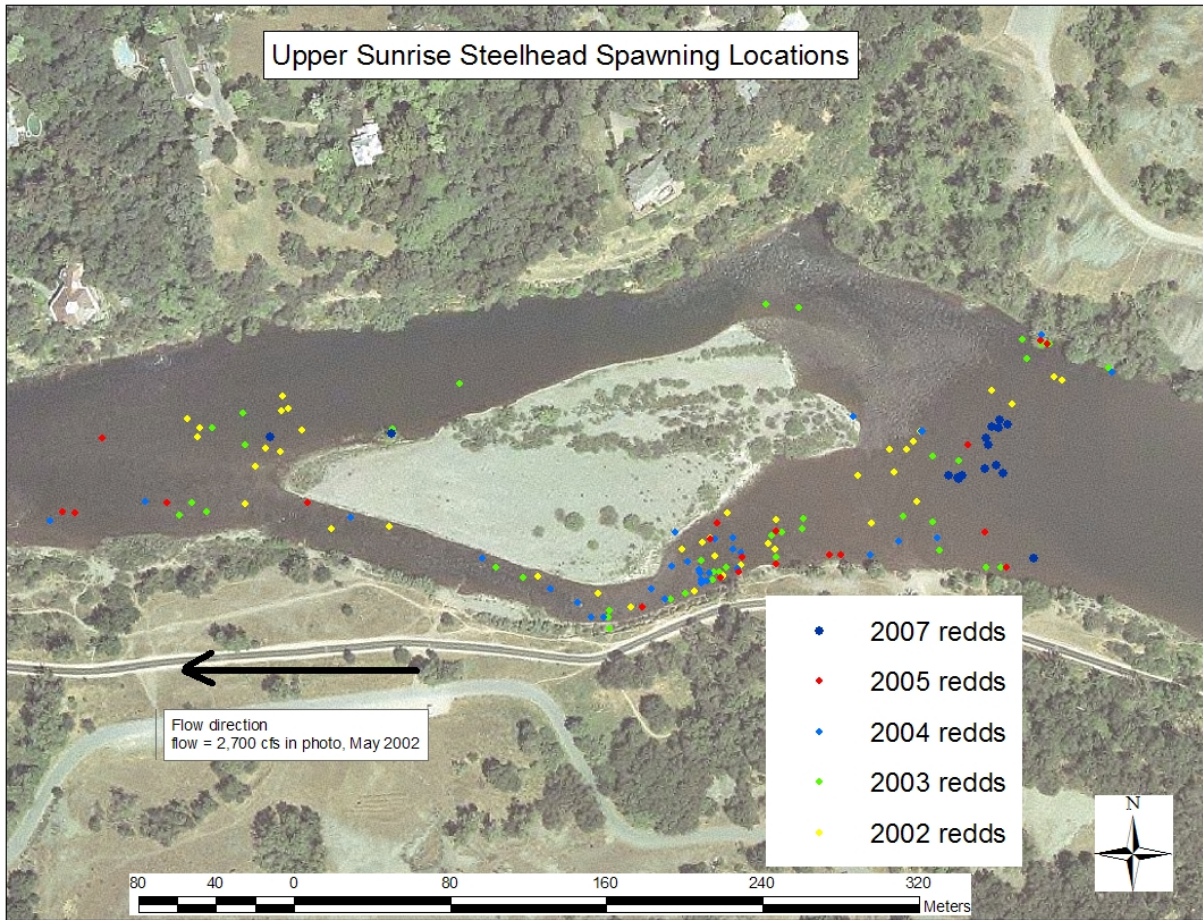 Upper Sunrise Steelhead Spawning Locations
2007 redds
2005 redds
2004 redds
2003 redds
2002 redds
Flow direction
flow = 2,700 cfs in photo, May 2002
N
80 40 0 80 160 240 320
Meters